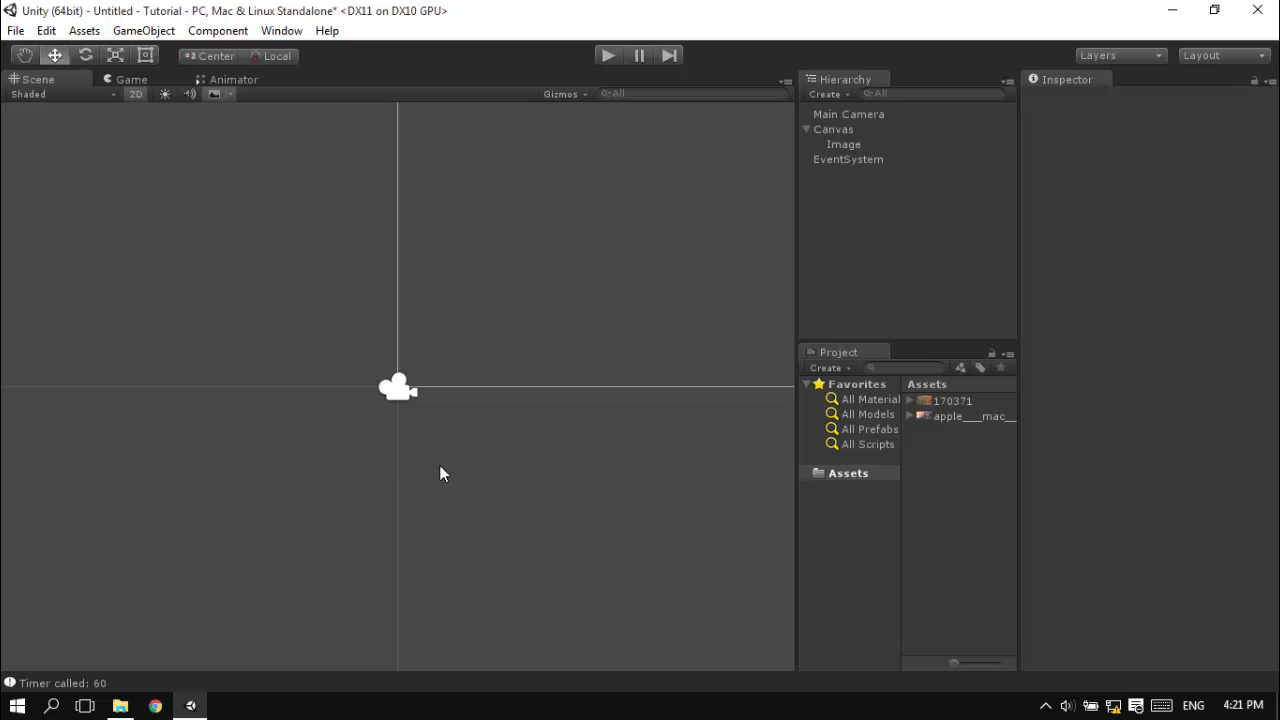 Unity (64bit) - Untitled - Tutorial - PC, Mac & Linux Standalone* <DX11 on DX10 GPU>
File Edit Assets GameObject Component Window Help
Center Local Layers Layout
Scene Game Animator Hierarchy Inspector
Shaded 2D Gizmos All Create All
Main Camera
Canvas
Image
EventSystem
Project
Create
Favorites Assets
All Material 170371
All Models apple___mac__
All Prefabs
All Scripts
Assets
Timer called: 60
ENG 4:21 PM